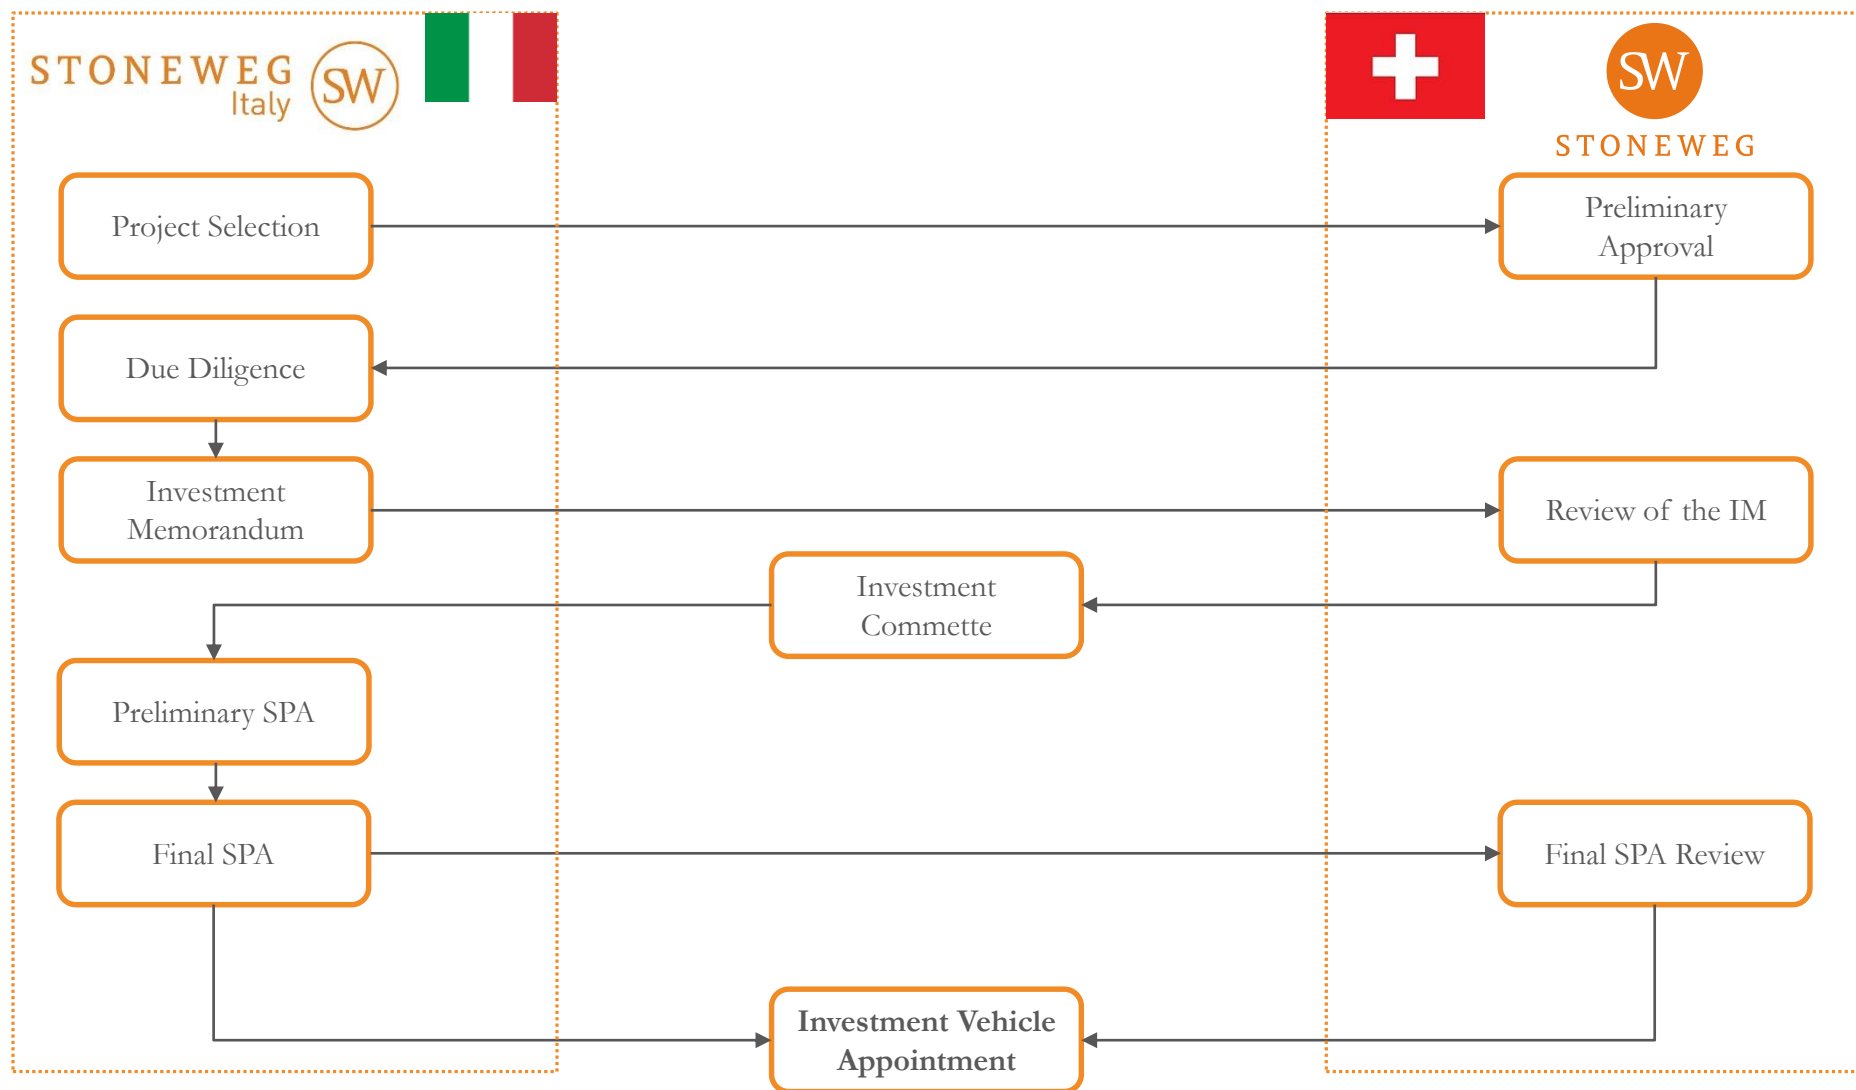 STONEWEG
Italy
SW
SW
STONEWEG
Project Selection
Preliminary
Approval
Due Diligence
Investment
Memorandum
Review of the IM
Investment
Commette
Preliminary SPA
Final SPA
Final SPA Review
Investment Vehicle
Appointment